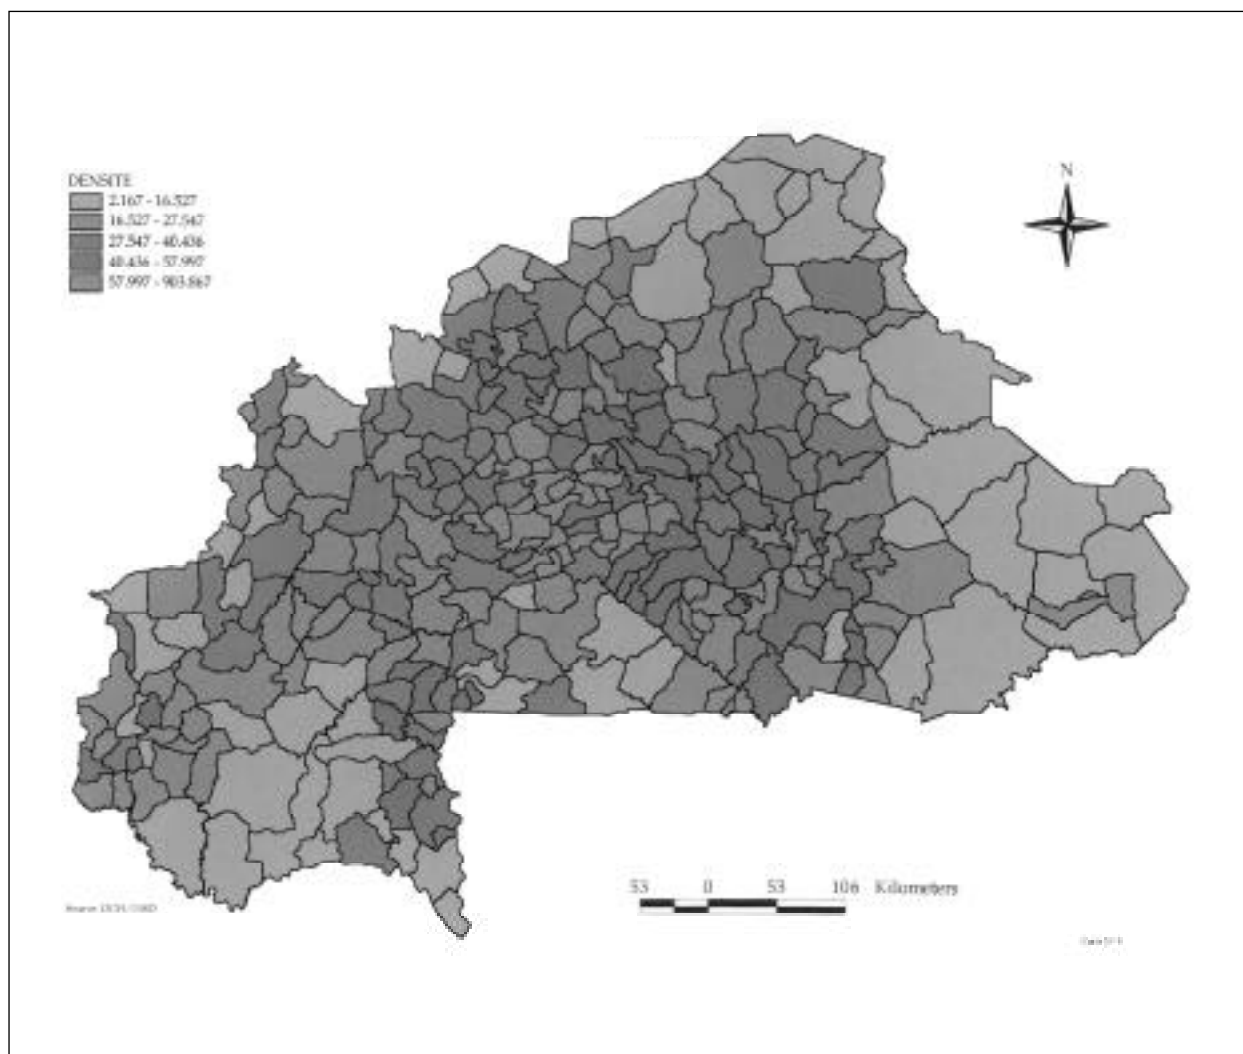 DENSITE
2.167 - 16.527
16.527 - 27.547
27.547 - 40.436
40.436 - 57.997
57.997 - 903.867
N
53 0 53 106 Kilometers